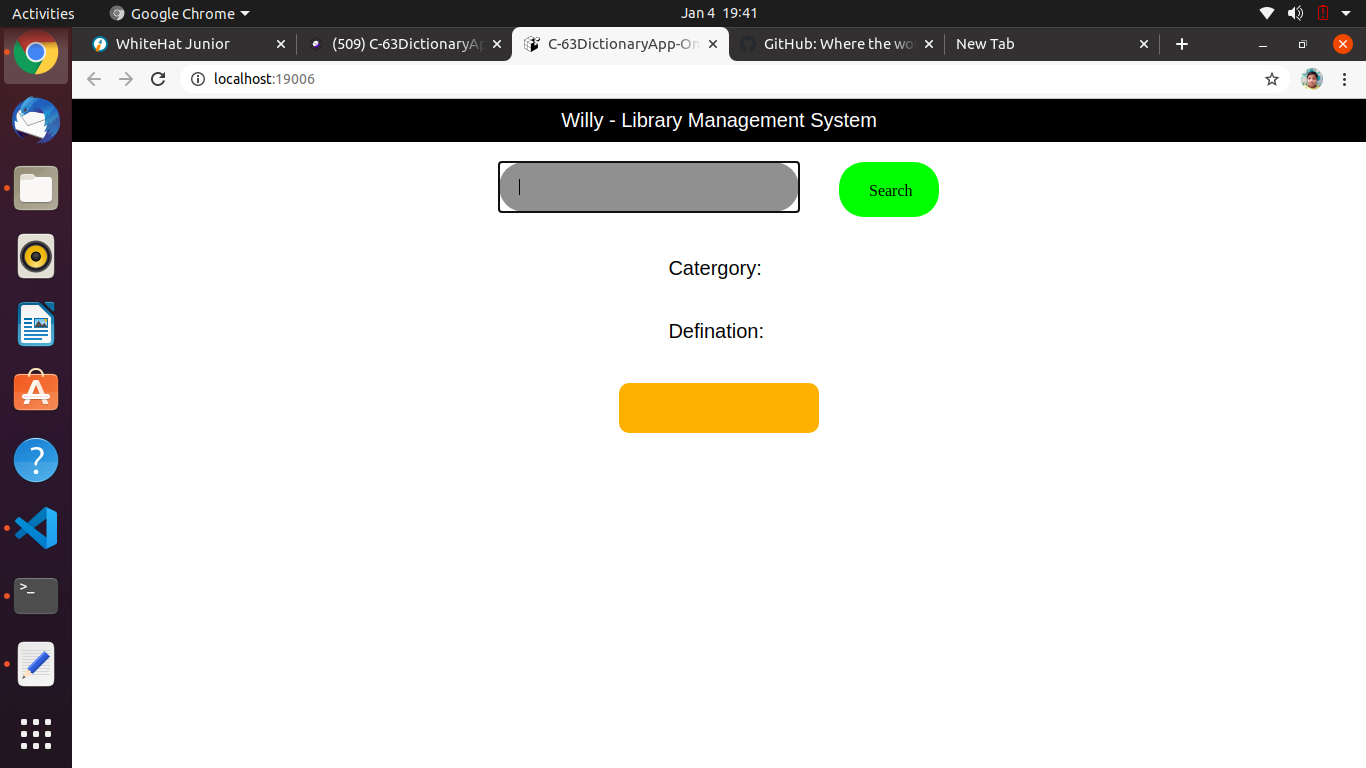 Activities Google Chrome Jan 4 19:41
WhiteHat Junior (509) C-63DictionaryAp C-63DictionaryApp-On GitHub: Where the wo New Tab
localhost:19006
Willy - Library Management System
Search
Catergory:
Defination: